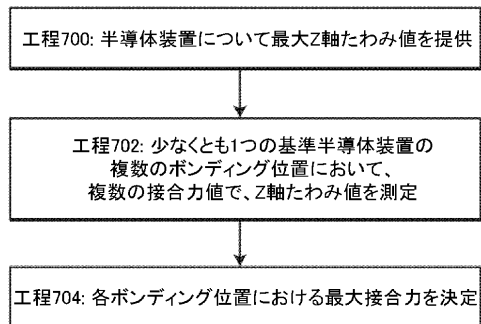 工程700: 半導体装置について最大Z軸たわみ値を提供
工程702: 少なくとも1つの基準半導体装置の
複数のボンディング位置において、
複数の接合力値で、Z軸たわみ値を測定
工程704: 各ボンディング位置における最大接合力を決定